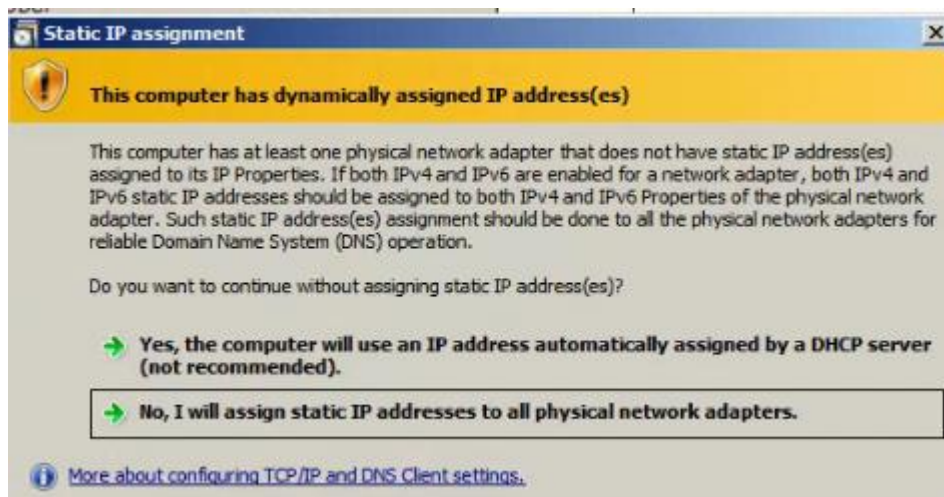 Static IP assignment
This computer has dynamically assigned IP address(es)
This computer has at least one physical network adapter that does not have static IP address(es)
assigned to its IP Properties. If both IPv4 and IPv6 are enabled for a network adapter, both IPv4 and
IPv6 static IP addresses should be assigned to both IPv4 and IPv6 Properties of the physical network
adapter. Such static IP address(es) assignment should be done to all the physical network adapters for
reliable Domain Name System (DNS) operation.
Do you want to continue without assigning static IP address(es)?
Yes, the computer will use an IP address automatically assigned by a DHCP server
(not recommended).
No, I will assign static IP addresses to all physical network adapters.
More about configuring TCP/IP and DNS Client settings.